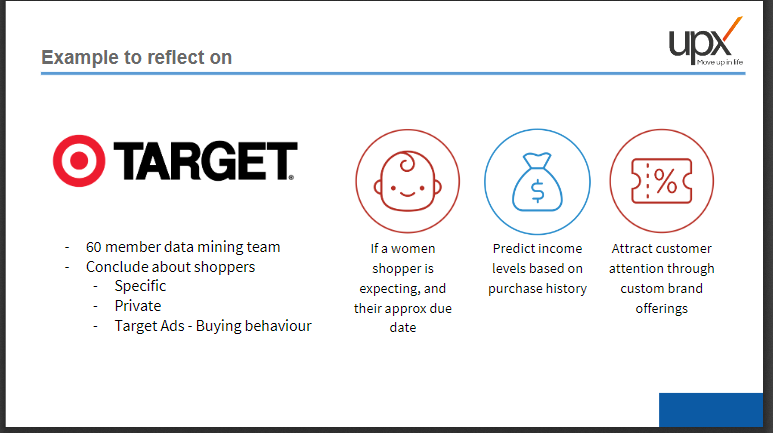 upx
Move up in life
Example to reflect on
TARGET.
- 60 member data mining team
- Conclude about shoppers
- Specific
- Private
- Target Ads - Buying behaviour
$
%
If a women
shopper is
expecting, and
their approx due
date
Predict income
levels based on
purchase history
Attract customer
attention through
custom brand
offerings